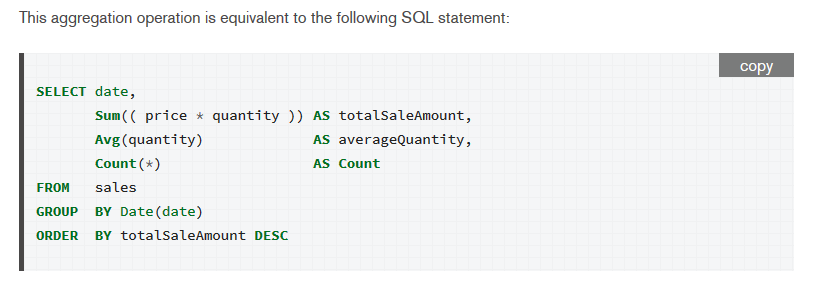 This aggregation operation is equivalent to the following SQL statement:
copy
SELECT date,
       Sum(( price * quantity )) AS totalSaleAmount,
       Avg(quantity)             AS averageQuantity,
       Count(*)                  AS Count
FROM   sales
GROUP  BY Date(date)
ORDER  BY totalSaleAmount DESC